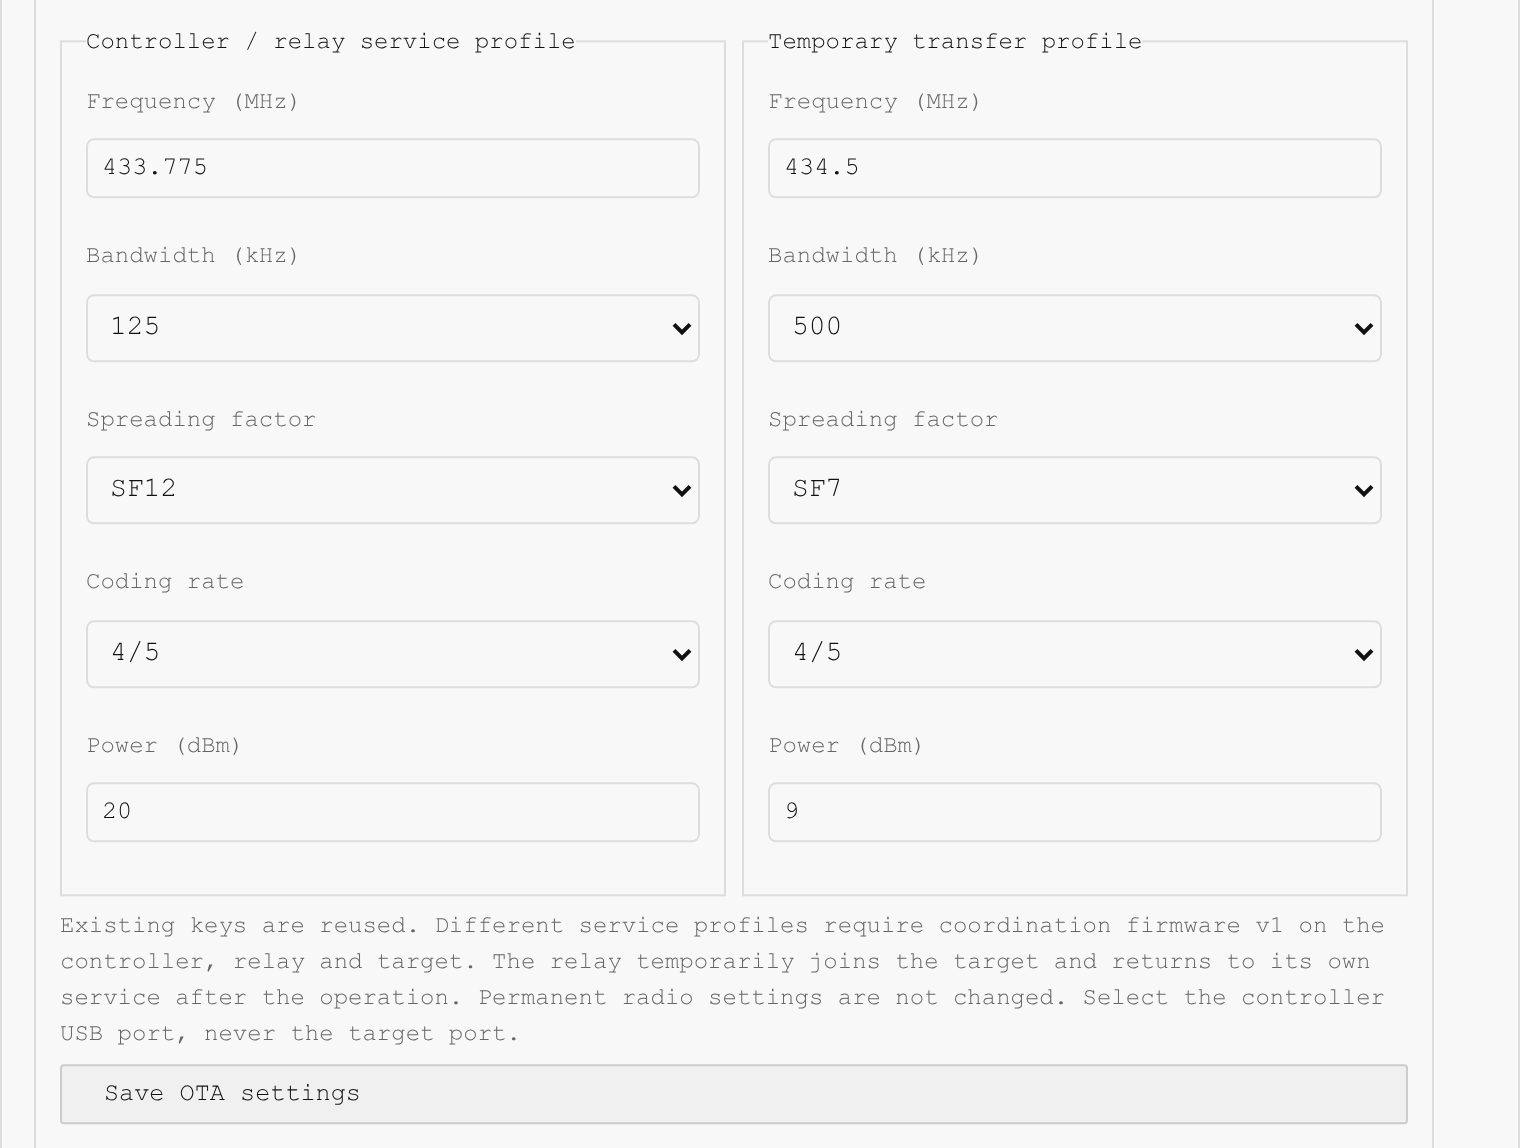 Controller / relay service profile
Frequency (MHz)
433.775
Bandwidth (kHz)
125
Spreading factor
SF12
Coding rate
4/5
Power (dBm)
20
Temporary transfer profile
Frequency (MHz)
434.5
Bandwidth (kHz)
500
Spreading factor
SF7
Coding rate
4/5
Power (dBm)
9
Existing keys are reused. Different service profiles require coordination firmware v1 on the
controller, relay and target. The relay temporarily joins the target and returns to its own
service after the operation. Permanent radio settings are not changed. Select the controller
USB port, never the target port.
Save OTA settings